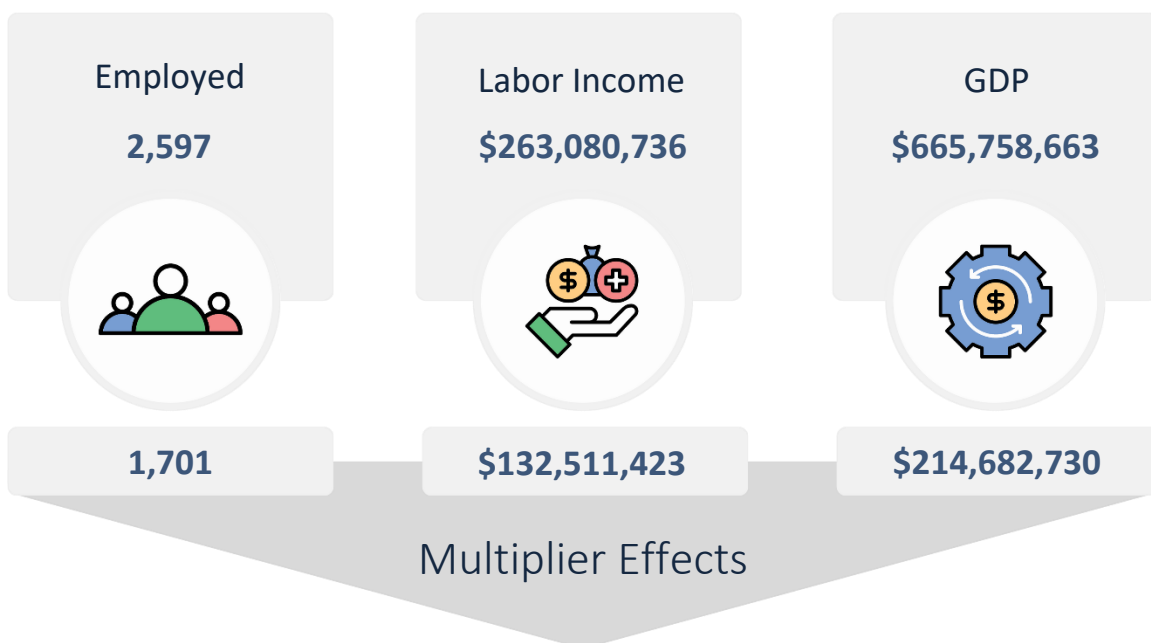 Employed
2,597
Labor Income
$263,080,736
GDP
$665,758,663
$
$
1,701
$132,511,423
$214,682,730
Multiplier Effects